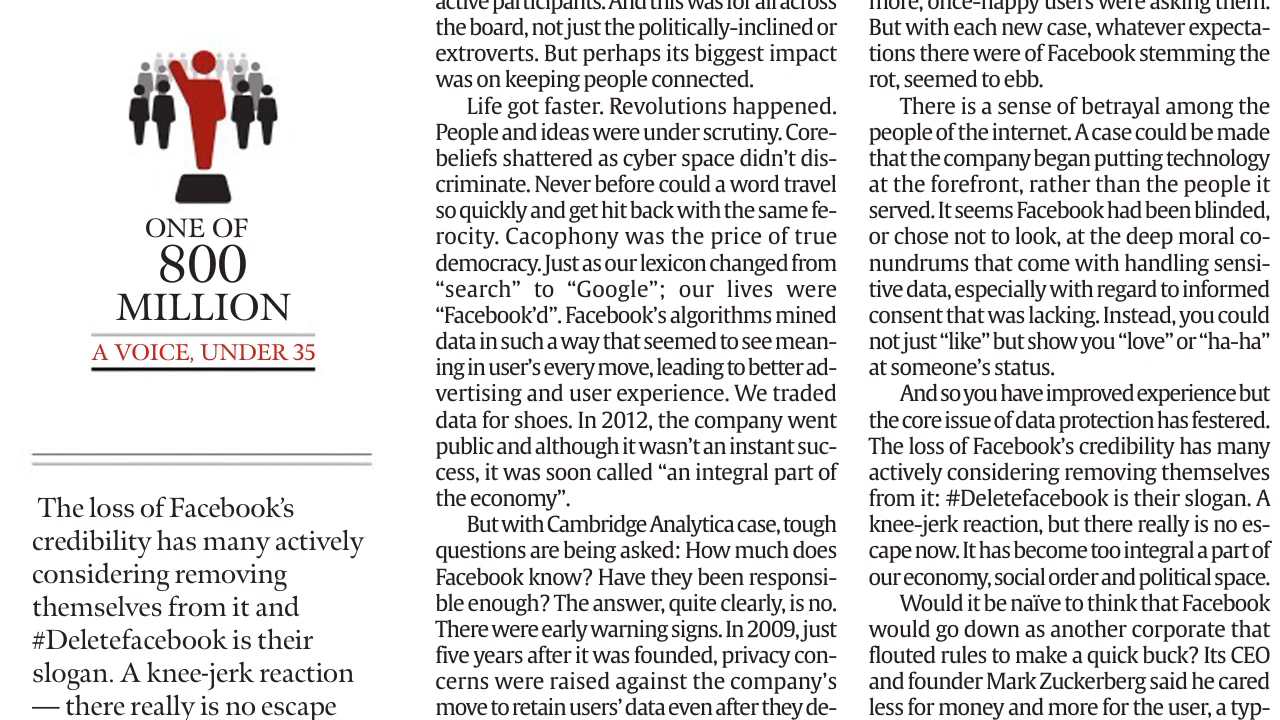 ONE OF
800
MILLION
A VOICE, UNDER 35
The loss of Facebook's
credibility has many actively
considering removing
themselves from it and
#Deletefacebook is their
slogan. A knee-jerk reaction
— there really is no escape
active participants. And this was for all across
the board, not just the politically-inclined or
extroverts. But perhaps its biggest impact
was on keeping people connected.
Life got faster. Revolutions happened.
People and ideas were under scrutiny. Core-
beliefs shattered as cyber space didn't dis-
criminate. Never before could a word travel
so quickly and get hit back with the same fe-
rocity. Cacophony was the price of true
democracy. Just as our lexicon changed from
“search” to “Google”; our lives were
“Facebook'd”. Facebook's algorithms mined
data in such a way that seemed to see mean-
ing in user's every move, leading to better ad-
vertising and user experience. We traded
data for shoes. In 2012, the company went
public and although it wasn't an instant suc-
cess, it was soon called “an integral part of
the economy”.
But with Cambridge Analytica case, tough
questions are being asked: How much does
Facebook know? Have they been responsi-
ble enough? The answer, quite clearly, is no.
There were early warning signs. In 2009, just
five years after it was founded, privacy con-
cerns were raised against the company's
move to retain users' data even after they de-
more, once-happy users were asking them.
But with each new case, whatever expecta-
tions there were of Facebook stemming the
rot, seemed to ebb.
There is a sense of betrayal among the
people of the internet. A case could be made
that the company began putting technology
at the forefront, rather than the people it
served. It seems Facebook had been blinded,
or chose not to look, at the deep moral co-
nundrums that come with handling sensi-
tive data, especially with regard to informed
consent that was lacking. Instead, you could
not just “like” but show you “love” or “ha-ha”
at someone's status.
And so you have improved experience but
the core issue of data protection has festered.
The loss of Facebook's credibility has many
actively considering removing themselves
from it: #Deletefacebook is their slogan. A
knee-jerk reaction, but there really is no es-
cape now. It has become too integral a part of
our economy, social order and political space.
Would it be naïve to think that Facebook
would go down as another corporate that
flouted rules to make a quick buck? Its CEO
and founder Mark Zuckerberg said he cared
less for money and more for the user, a typ-